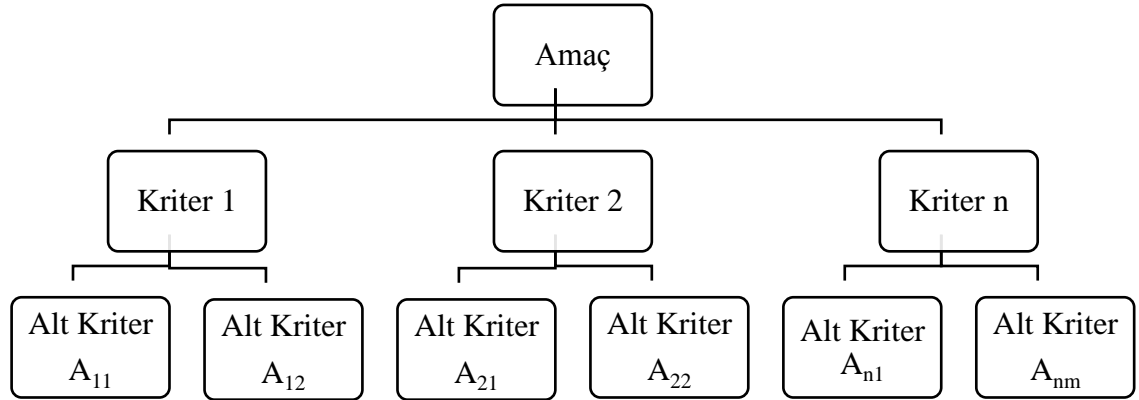 Amaç
Kriter 1
Kriter 2
Kriter n
Alt Kriter
A₁₁
Alt Kriter
A₁₂
Alt Kriter
A₂₁
Alt Kriter
A₂₂
Alt Kriter
Aₙ₁
Alt Kriter
Aₙₘ